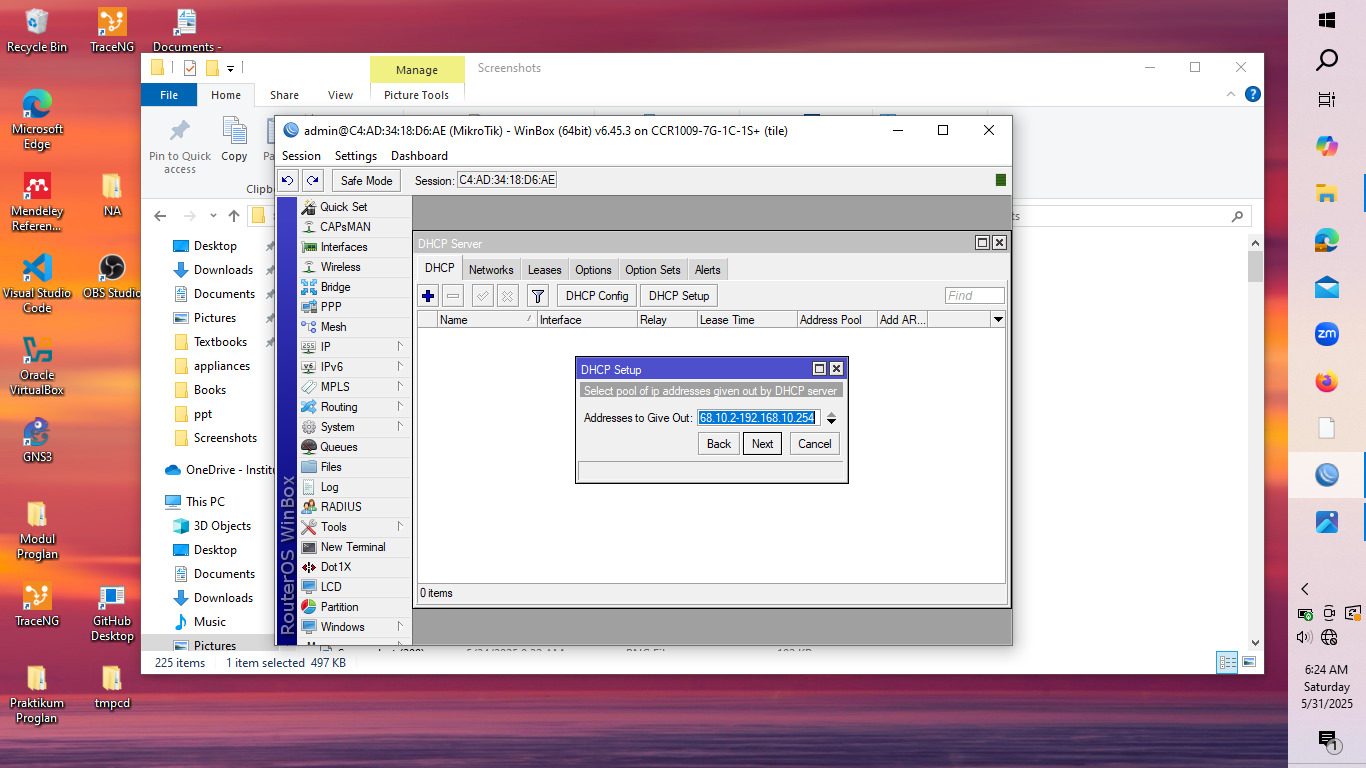 Recycle Bin
TraceNG
Documents -
Microsoft
Edge
Mendeley
Referen...
NA
Visual Studio
Code
OBS Studio
Oracle
VirtualBox
GNS3
Modul
Proglan
TraceNG
GitHub
Desktop
Praktikum
Proglan
tmpcd
Manage
Screenshots
File
Home
Share
View
Picture Tools
Pin to Quick
access
Copy
Pa
Clipb
Desktop
Downloads
Documents
Pictures
Textbooks
appliances
Books
ppt
Screenshots
OneDrive - Institu
This PC
3D Objects
Desktop
Documents
Downloads
Music
Pictures
225 items
1 item selected 497 KB
admin@C4:AD:34:18:D6:AE (MikroTik) - WinBox (64bit) v6.45.3 on CCR1009-7G-1C-1S+ (tile)
Session Settings Dashboard
Safe Mode
Session: C4:AD:34:18:D6:AE
Quick Set
CAPsMAN
Interfaces
Wireless
Bridge
PPP
Mesh
IP
IPv6
MPLS
Routing
System
Queues
Files
Log
RADIUS
Tools
New Terminal
Dot1X
LCD
Partition
Windows
RouterOS WinBox
DHCP Server
DHCP Networks Leases Options Option Sets Alerts
DHCP Config DHCP Setup Find
Name / Interface Relay Lease Time Address Pool Add AR...
DHCP Setup
Select pool of ip addresses given out by DHCP server
Addresses to Give Out: 68.10.2-192.168.10.254
Back Next Cancel
0 items
zm
6:24 AM
Saturday
5/31/2025
1